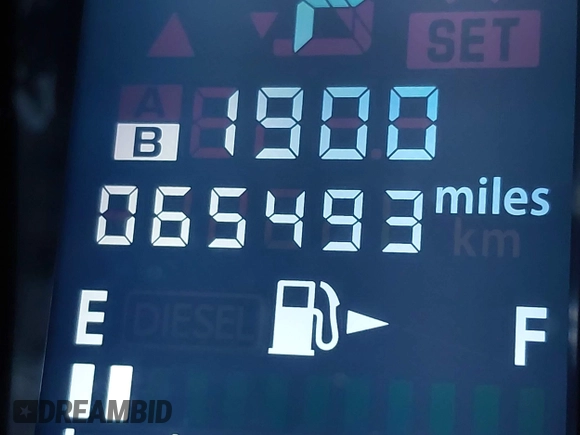 SET
A
B 1900
065493 miles
km
E DIESEL F
DREAMBID